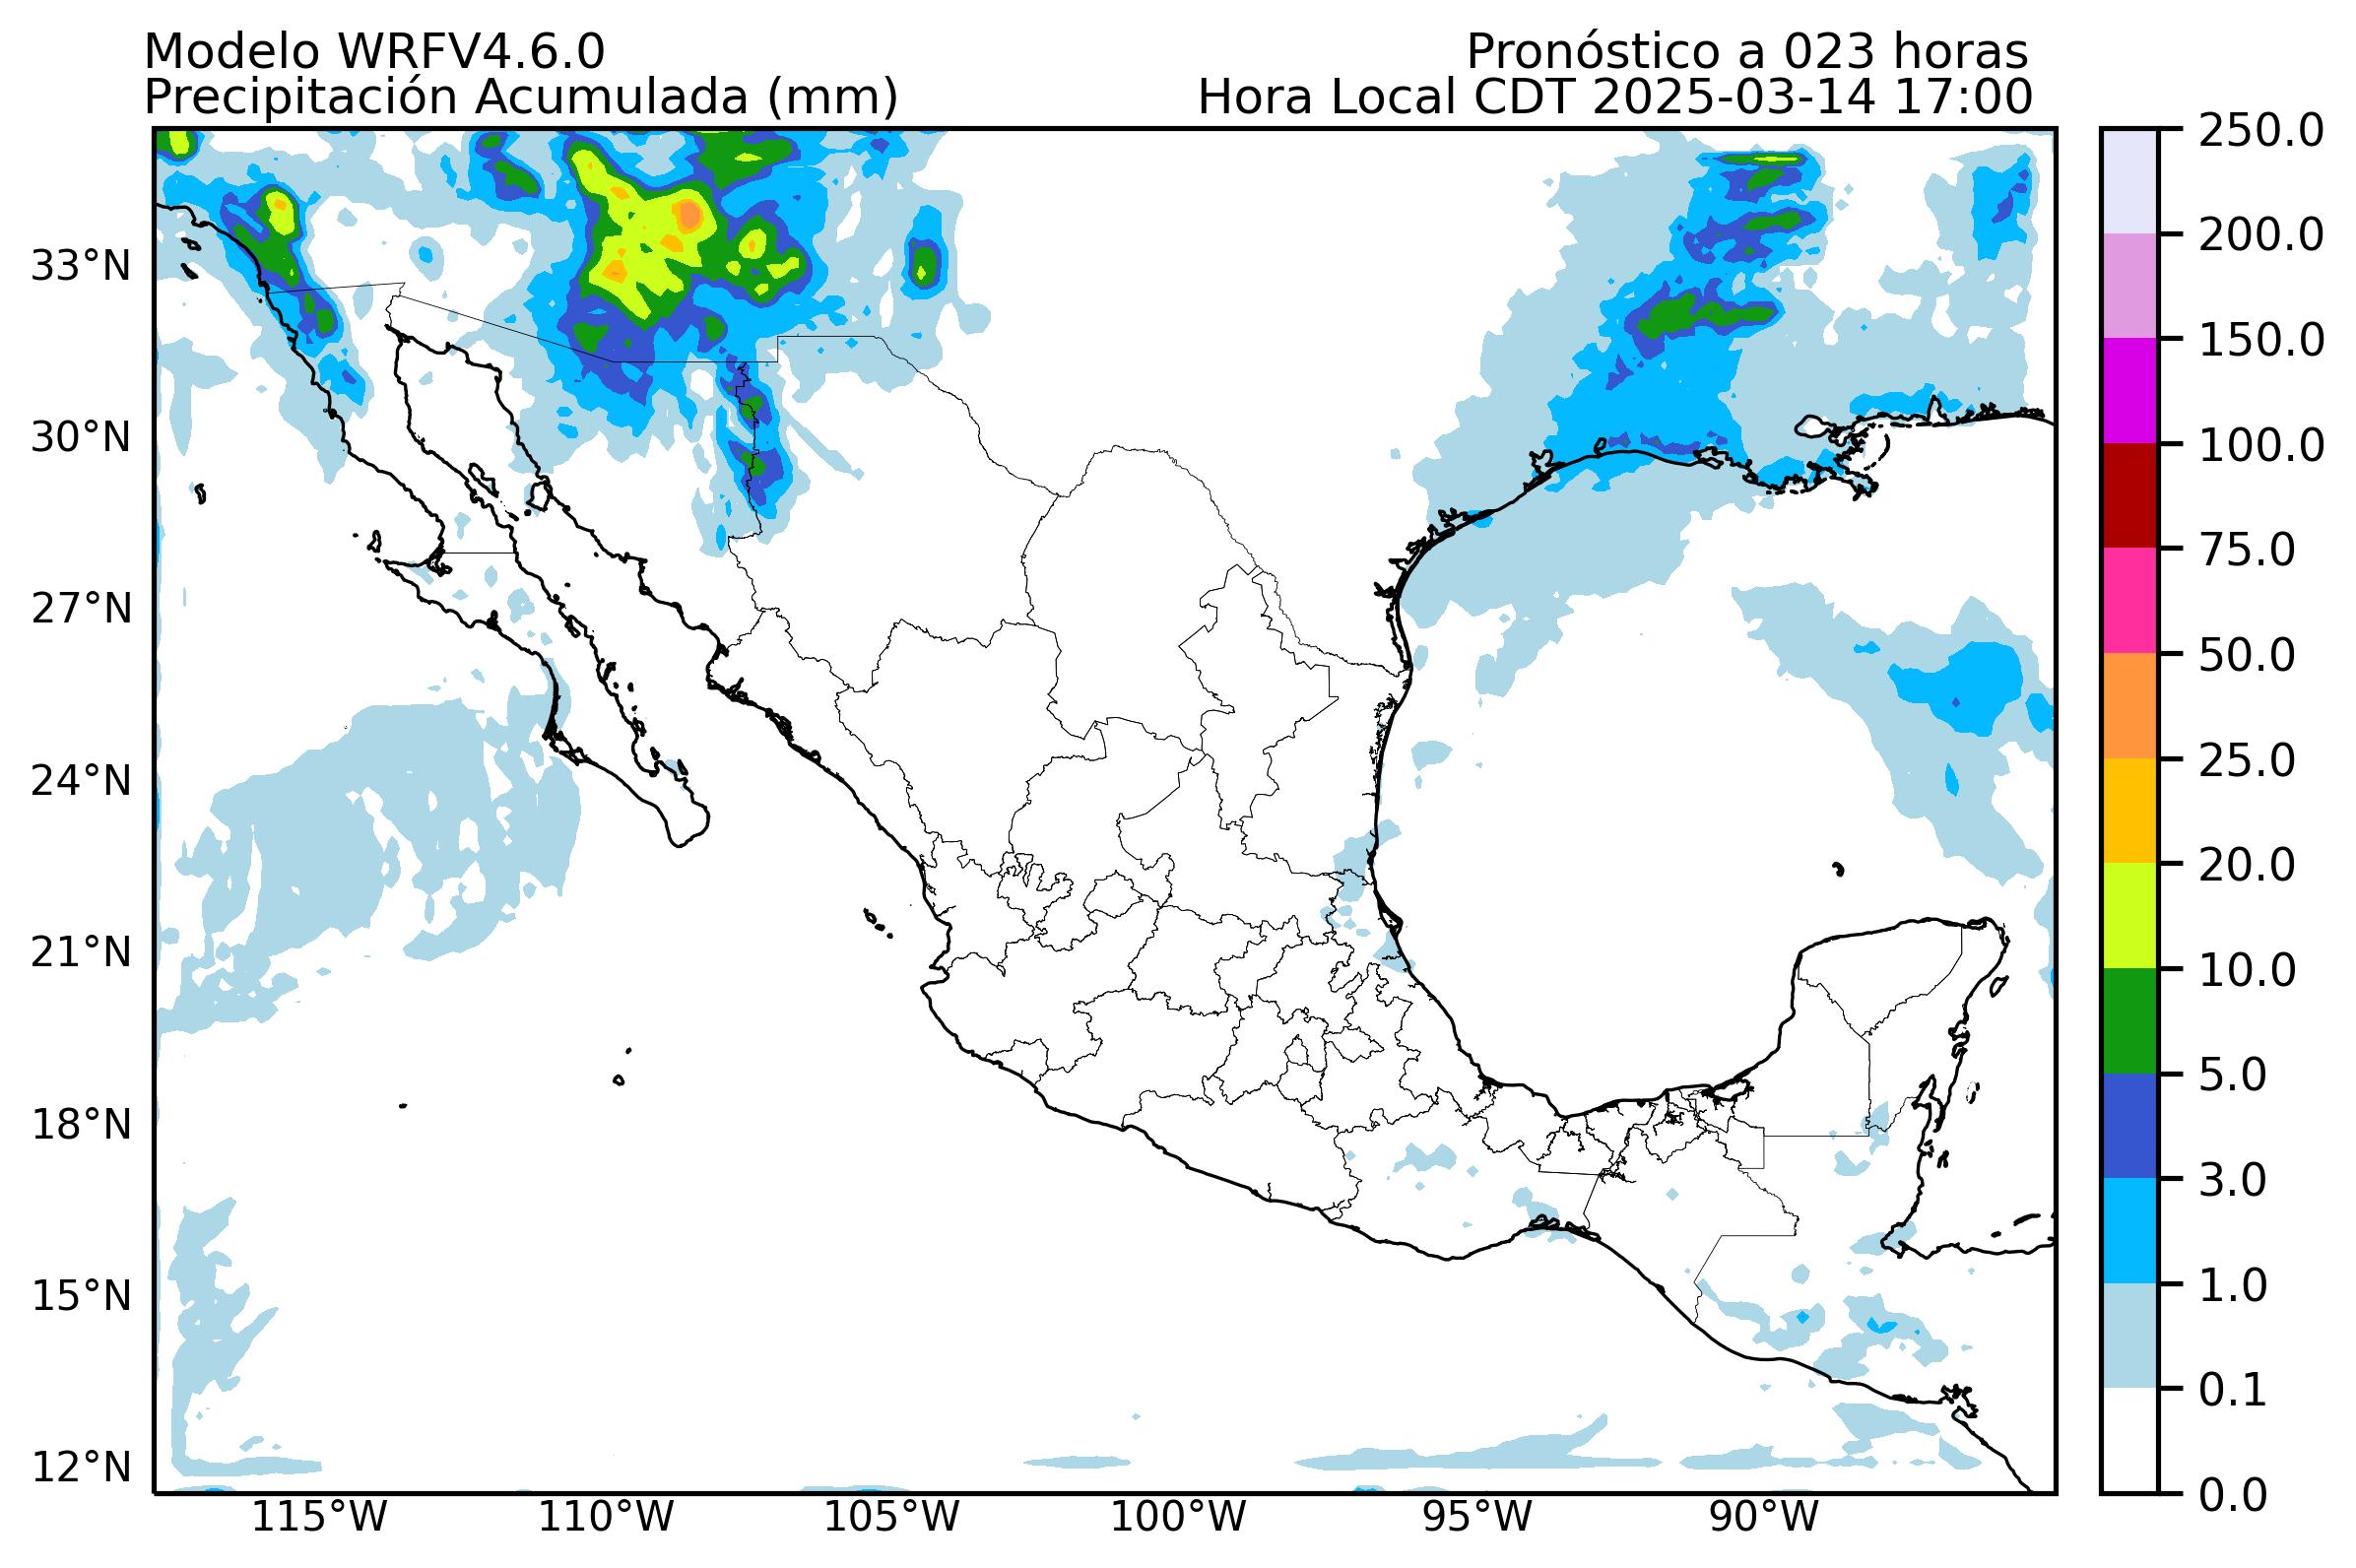 Modelo WRFV4.6.0
Pronóstico a 023 horas
Precipitación Acumulada (mm)
Hora Local CDT 2025-03-14 17:00
33°N
30°N
27°N
24°N
21°N
18°N
15°N
12°N
115°W
110°W
105°W
100°W
95°W
90°W
250.0
200.0
150.0
100.0
75.0
50.0
25.0
20.0
10.0
5.0
3.0
1.0
0.1
0.0